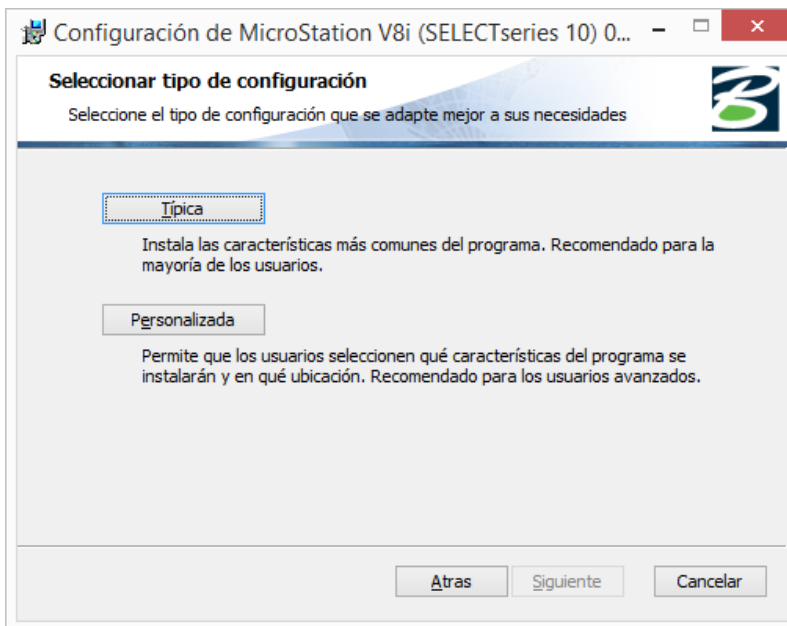 Configuración de MicroStation V8i (SELECTseries 10) 0...
Seleccionar tipo de configuración
Seleccione el tipo de configuración que se adapte mejor a sus necesidades
Típica
Instala las características más comunes del programa. Recomendado para la
mayoría de los usuarios.
Personalizada
Permite que los usuarios seleccionen qué características del programa se
instalarán y en qué ubicación. Recomendado para los usuarios avanzados.
Atras
Siguiente
Cancelar